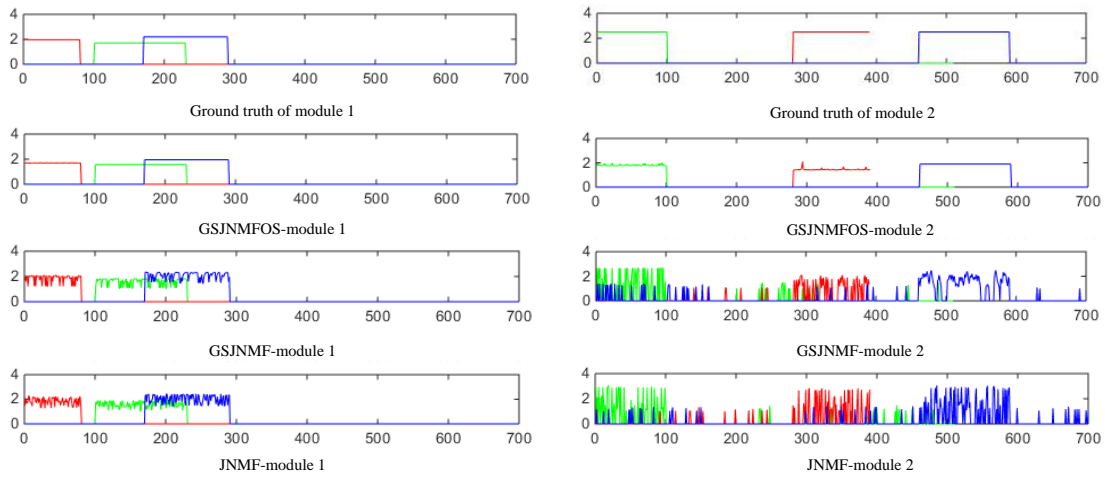 4
2
0
0 100 200 300 400 500 600 700
Ground truth of module 1
4
2
0
0 100 200 300 400 500 600 700
Ground truth of module 2
4
2
0
0 100 200 300 400 500 600 700
GSJNMFOS-module 1
4
2
0
0 100 200 300 400 500 600 700
GSJNMFOS-module 2
4
2
0
0 100 200 300 400 500 600 700
GSJNMF-module 1
4
2
0
0 100 200 300 400 500 600 700
GSJNMF-module 2
4
2
0
0 100 200 300 400 500 600 700
JNMF-module 1
4
2
0
0 100 200 300 400 500 600 700
JNMF-module 2